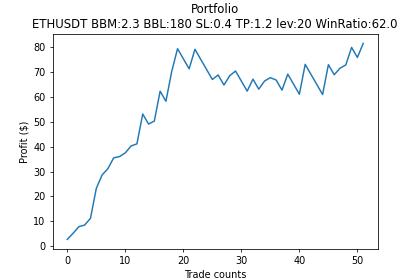 Portfolio
ETHUSDT BBM:2.3 BBL:180 SL:0.4 TP:1.2 lev:20 WinRatio:62.0
80
70
60
50
40
30
20
10
0
Profit ($)
0 10 20 30 40 50
Trade counts